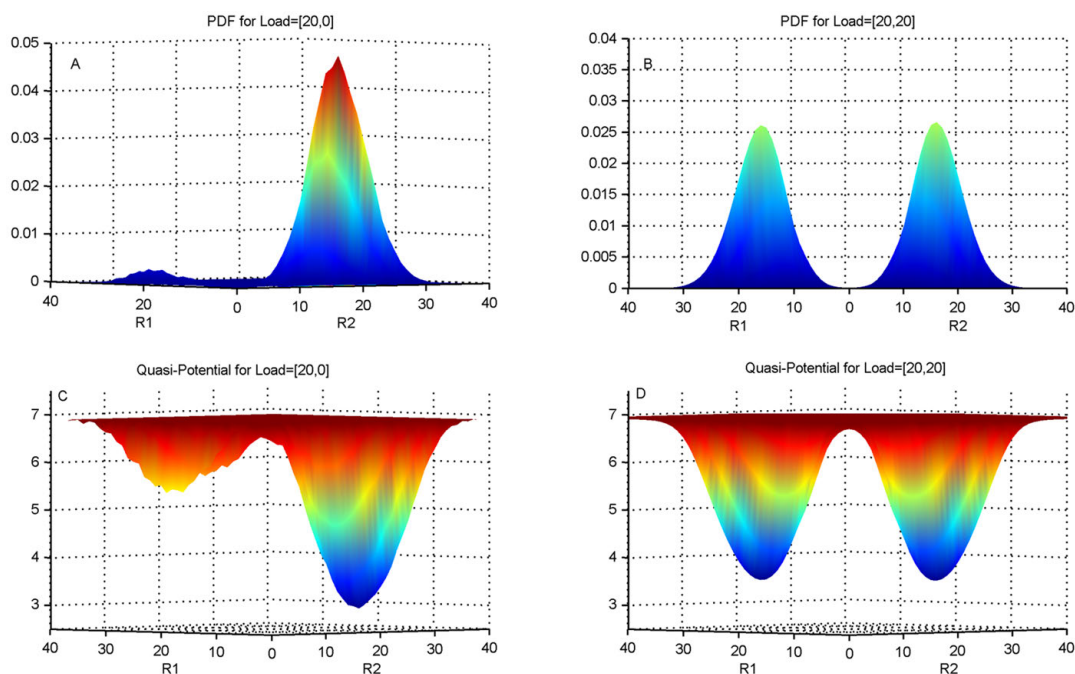 PDF for Load=[20,0]
A
0.05
0.04
0.03
0.02
0.01
0
40 20 0 20 30 40
R1 R2
PDF for Load=[20,20]
B
0.04
0.035
0.03
0.025
0.02
0.015
0.01
0.005
0
40 30 20 10 0 10 20 30 40
R1 R2
Quasi-Potential for Load=[20,0]
C
7
6
5
4
3
40 30 20 10 0 10 20 30 40
R1 R2
Quasi-Potential for Load=[20,20]
D
7
6
5
4
3
40 30 20 10 0 10 20 30 40
R1 R2